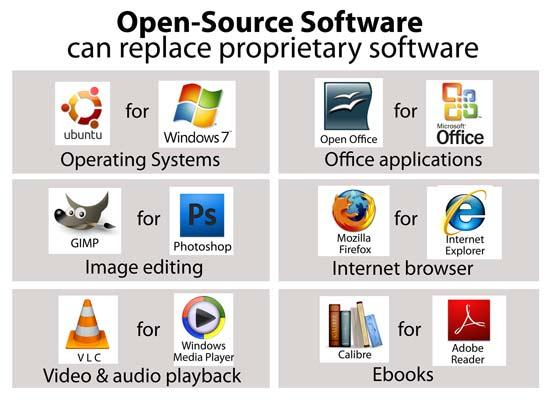 Open-Source Software
can replace proprietary software
ubuntu
for
Windows 7
Operating Systems
Open Office
for
Microsoft
Office
Office applications
GIMP
for
Ps
Photoshop
Image editing
Mozilla
Firefox
for
Internet
Explorer
Internet browser
VLC
for
Windows
Media Player
Video & audio playback
Calibre
for
Adobe
Reader
Ebooks